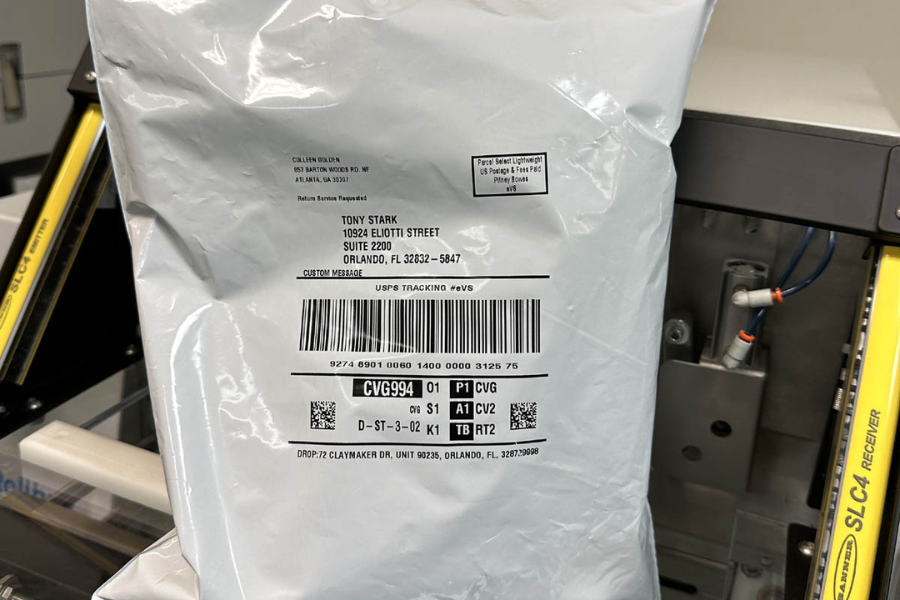 COLLEEN GOLDEN
857 BARTON WOODS RD. NE
ATLANTA, GA 30307
Return Service Requested
Parcel Select Lightweight
US Postage & Fees Paid
Pitney Bowes
eVS
TONY STARK
10924 ELIOTTI STREET
SUITE 2200
ORLANDO, FL 32832-5847
CUSTOM MESSAGE
USPS TRACKING #eVS
9274 6901 0060 1400 0000 3125 75
CVG994 01 P1 CVG
CVG S1 A1 CV2
D-ST-3-02 K1 TB RT2
DROP:72 CLAYMAKER DR, UNIT 90235, ORLANDO, FL,
SLC4 EMITTER
BANNER SLC4 RECEIVER